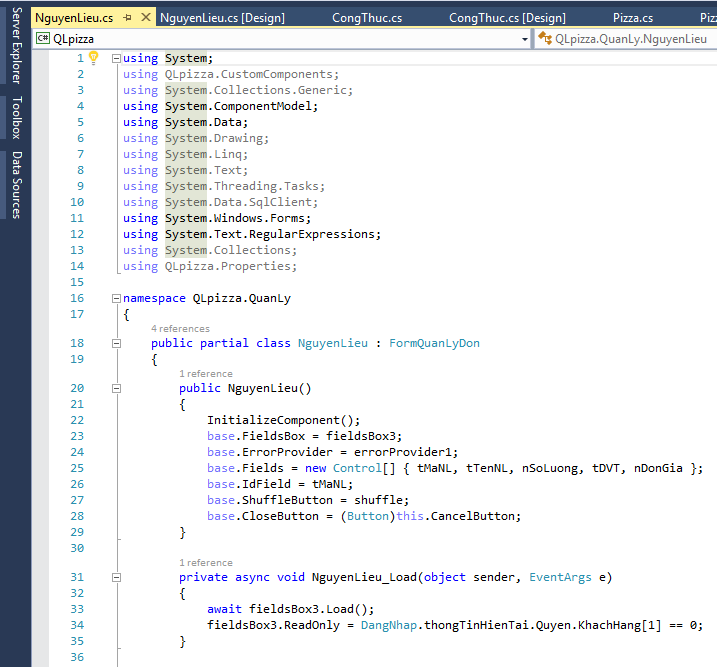 NguyenLieu.cs NguyenLieu.cs [Design] CongThuc.cs CongThuc.cs [Design] Pizza.cs Piz
C# QLpizza QLpizza.QuanLy.NguyenLieu
Server Explorer
Toolbox
Data Sources
1 using System;
2 using QLpizza.CustomComponents;
3 using System.Collections.Generic;
4 using System.ComponentModel;
5 using System.Data;
6 using System.Drawing;
7 using System.Linq;
8 using System.Text;
9 using System.Threading.Tasks;
10 using System.Data.SqlClient;
11 using System.Windows.Forms;
12 using System.Text.RegularExpressions;
13 using System.Collections;
14 using QLpizza.Properties;
15
16 namespace QLpizza.QuanLy
17 {
4 references
18 public partial class NguyenLieu : FormQuanLyDon
19 {
1 reference
20 public NguyenLieu()
21 {
22 InitializeComponent();
23 base.FieldsBox = fieldsBox3;
24 base.ErrorProvider = errorProvider1;
25 base.Fields = new Control[] { tMaNL, tTenNL, nSoLuong, tDVT, nDonGia };
26 base.IdField = tMaNL;
27 base.ShuffleButton = shuffle;
28 base.CloseButton = (Button)this.CancelButton;
29 }
30
1 reference
31 private async void NguyenLieu_Load(object sender, EventArgs e)
32 {
33 await fieldsBox3.Load();
34 fieldsBox3.ReadOnly = DangNhap.thongTinHienTai.Quyen.KhachHang[1] == 0;
35 }
36